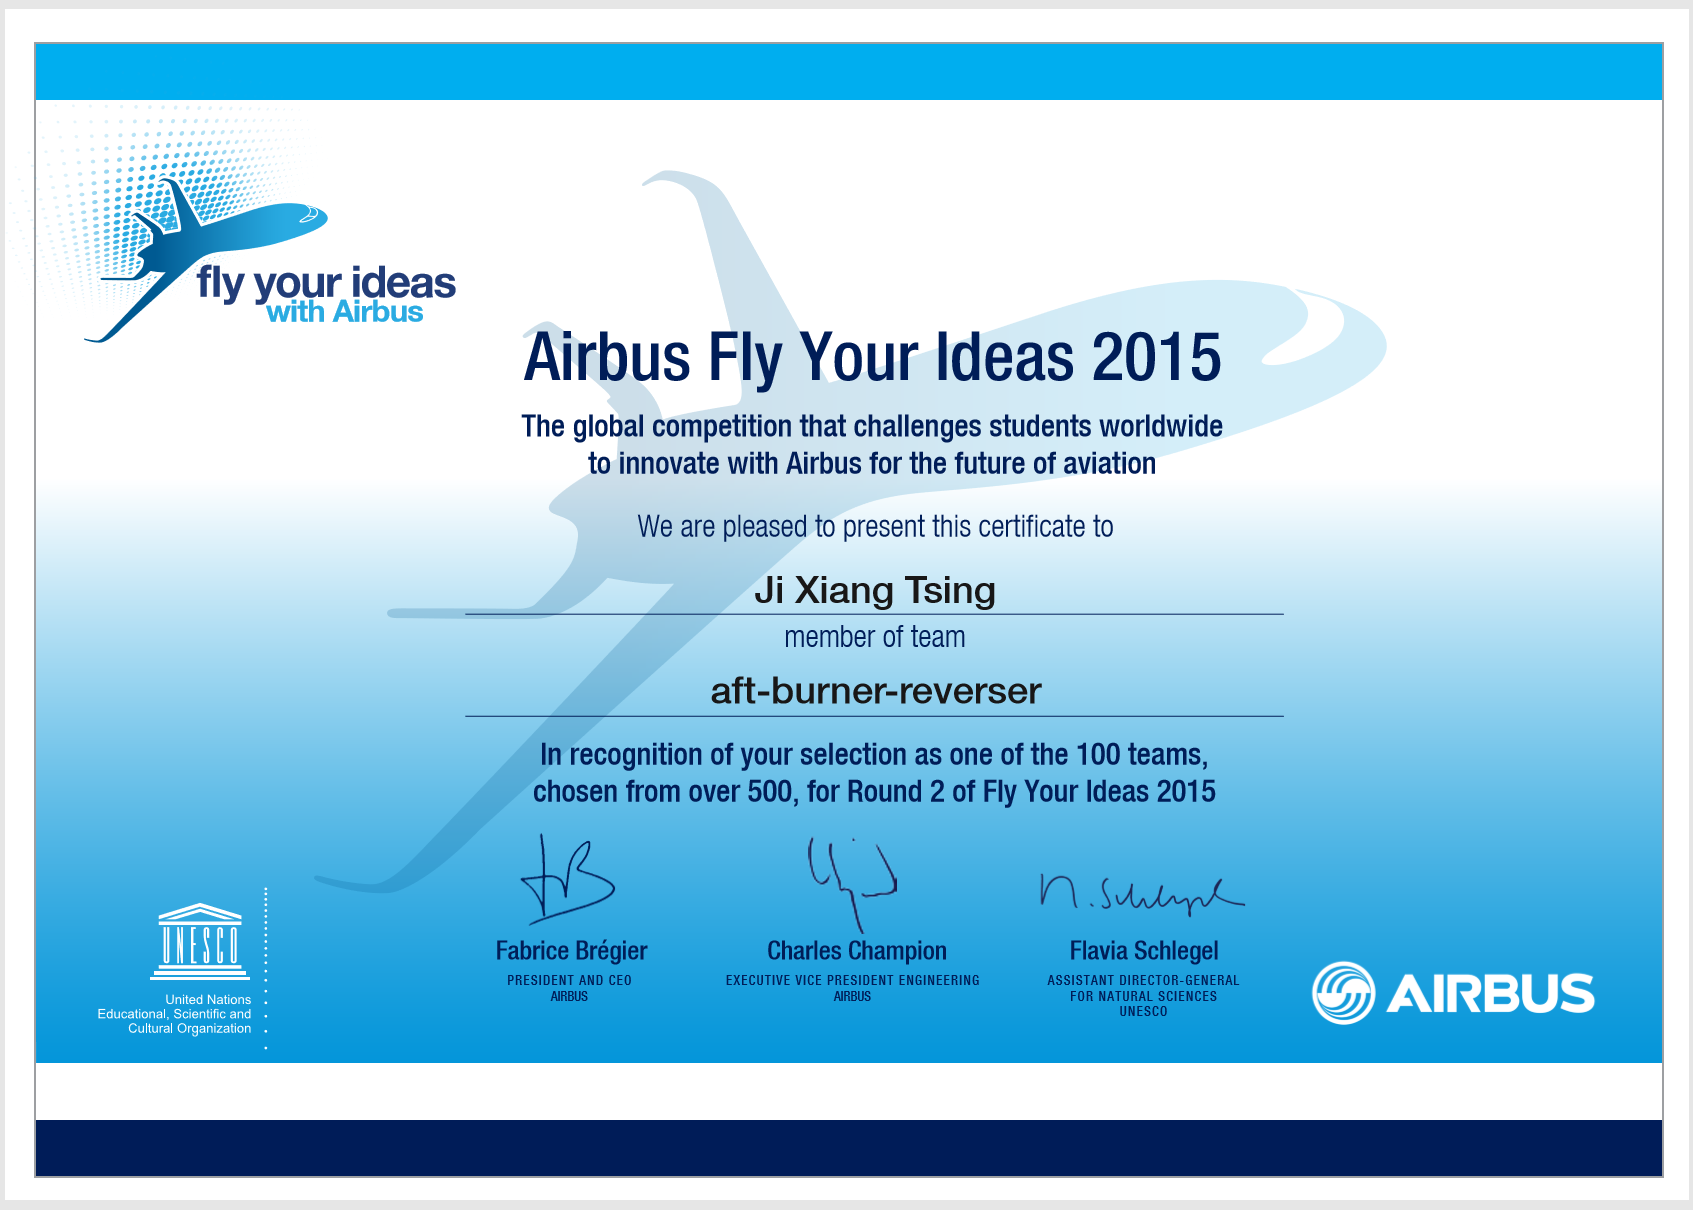 fly your ideas
with Airbus
Airbus Fly Your Ideas 2015
The global competition that challenges students worldwide
to innovate with Airbus for the future of aviation
We are pleased to present this certificate to
Ji Xiang Tsing
member of team
aft-burner-reverser
In recognition of your selection as one of the 100 teams,
chosen from over 500, for Round 2 of Fly Your Ideas 2015
Fabrice Brégier
PRESIDENT AND CEO
AIRBUS
Charles Champion
EXECUTIVE VICE PRESIDENT ENGINEERING
AIRBUS
N. Schlegel
Flavia Schlegel
ASSISTANT DIRECTOR-GENERAL
FOR NATURAL SCIENCES
UNESCO
UNESCO
United Nations
Educational, Scientific and
Cultural Organization
AIRBUS